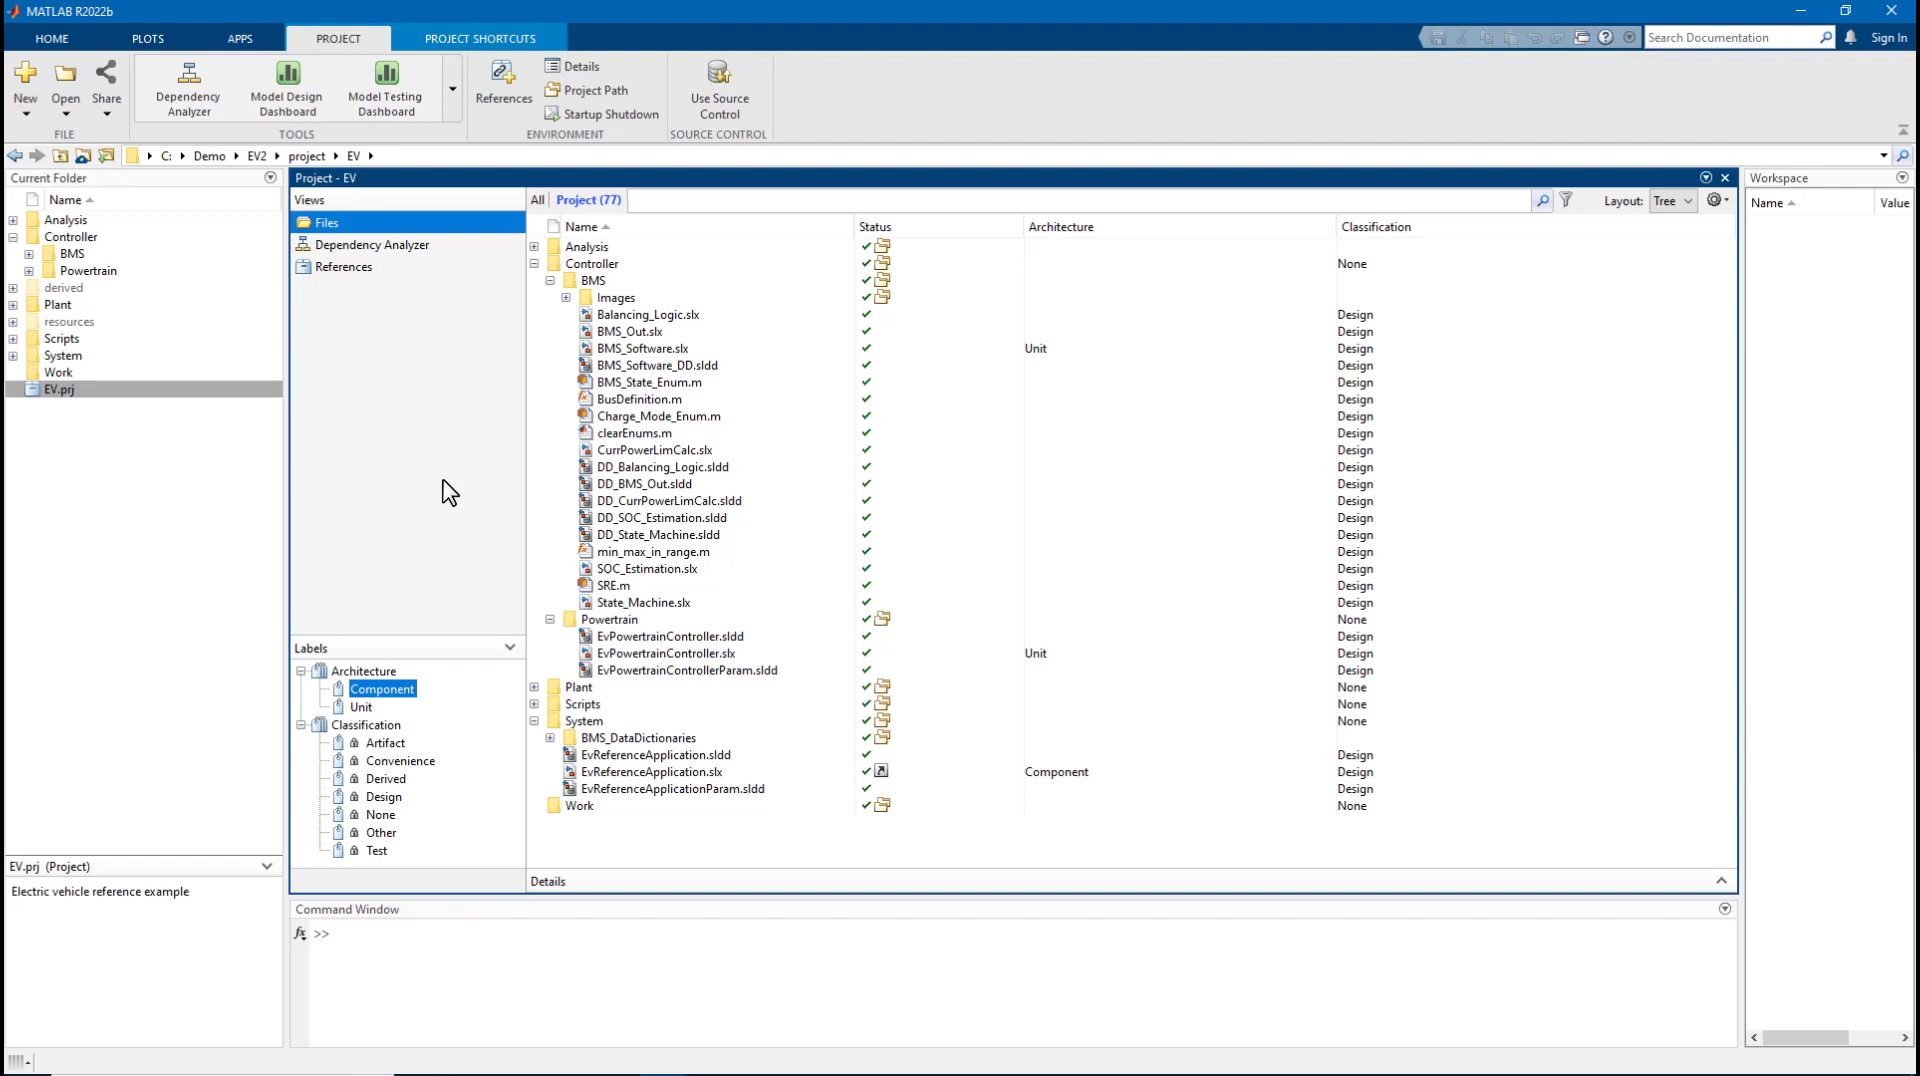 MATLAB R2022b
HOME PLOTS APPS PROJECT PROJECT SHORTCUTS
Search Documentation
Sign In
New Open Share
FILE
Dependency Analyzer
Model Design Dashboard
Model Testing Dashboard
TOOLS
References
Details
Project Path
Startup Shutdown
ENVIRONMENT
Use Source Control
SOURCE CONTROL
C: Demo EV2 project EV
Current Folder
Name
Analysis
Controller
BMS
Powertrain
derived
Plant
resources
Scripts
System
Work
EV.prj
EV.prj (Project)
Electric vehicle reference example
Project - EV
Views
Files
Dependency Analyzer
References
Labels
Architecture
Component
Unit
Classification
Artifact
Convenience
Derived
Design
None
Other
Test
All Project (77)
Layout: Tree
Name Status Architecture Classification
Analysis
Controller None
BMS
Images
Balancing_Logic.slx Design
BMS_Out.slx Design
BMS_Software.slx Unit Design
BMS_Software_DD.sldd Design
BMS_State_Enum.m Design
BusDefinition.m Design
Charge_Mode_Enum.m Design
clearEnums.m Design
CurrPowerLimCalc.slx Design
DD_Balancing_Logic.sldd Design
DD_BMS_Out.sldd Design
DD_CurrPowerLimCalc.sldd Design
DD_SOC_Estimation.sldd Design
DD_State_Machine.sldd Design
min_max_in_range.m Design
SOC_Estimation.slx Design
SRE.m Design
State_Machine.slx Design
Powertrain None
EvPowertrainController.sldd Design
EvPowertrainController.slx Unit Design
EvPowertrainControllerParam.sldd Design
Plant None
Scripts None
System None
BMS_DataDictionaries
EvReferenceApplication.sldd Design
EvReferenceApplication.slx Component Design
EvReferenceApplicationParam.sldd Design
Work None
Details
Command Window
fx >>
Workspace
Name Value